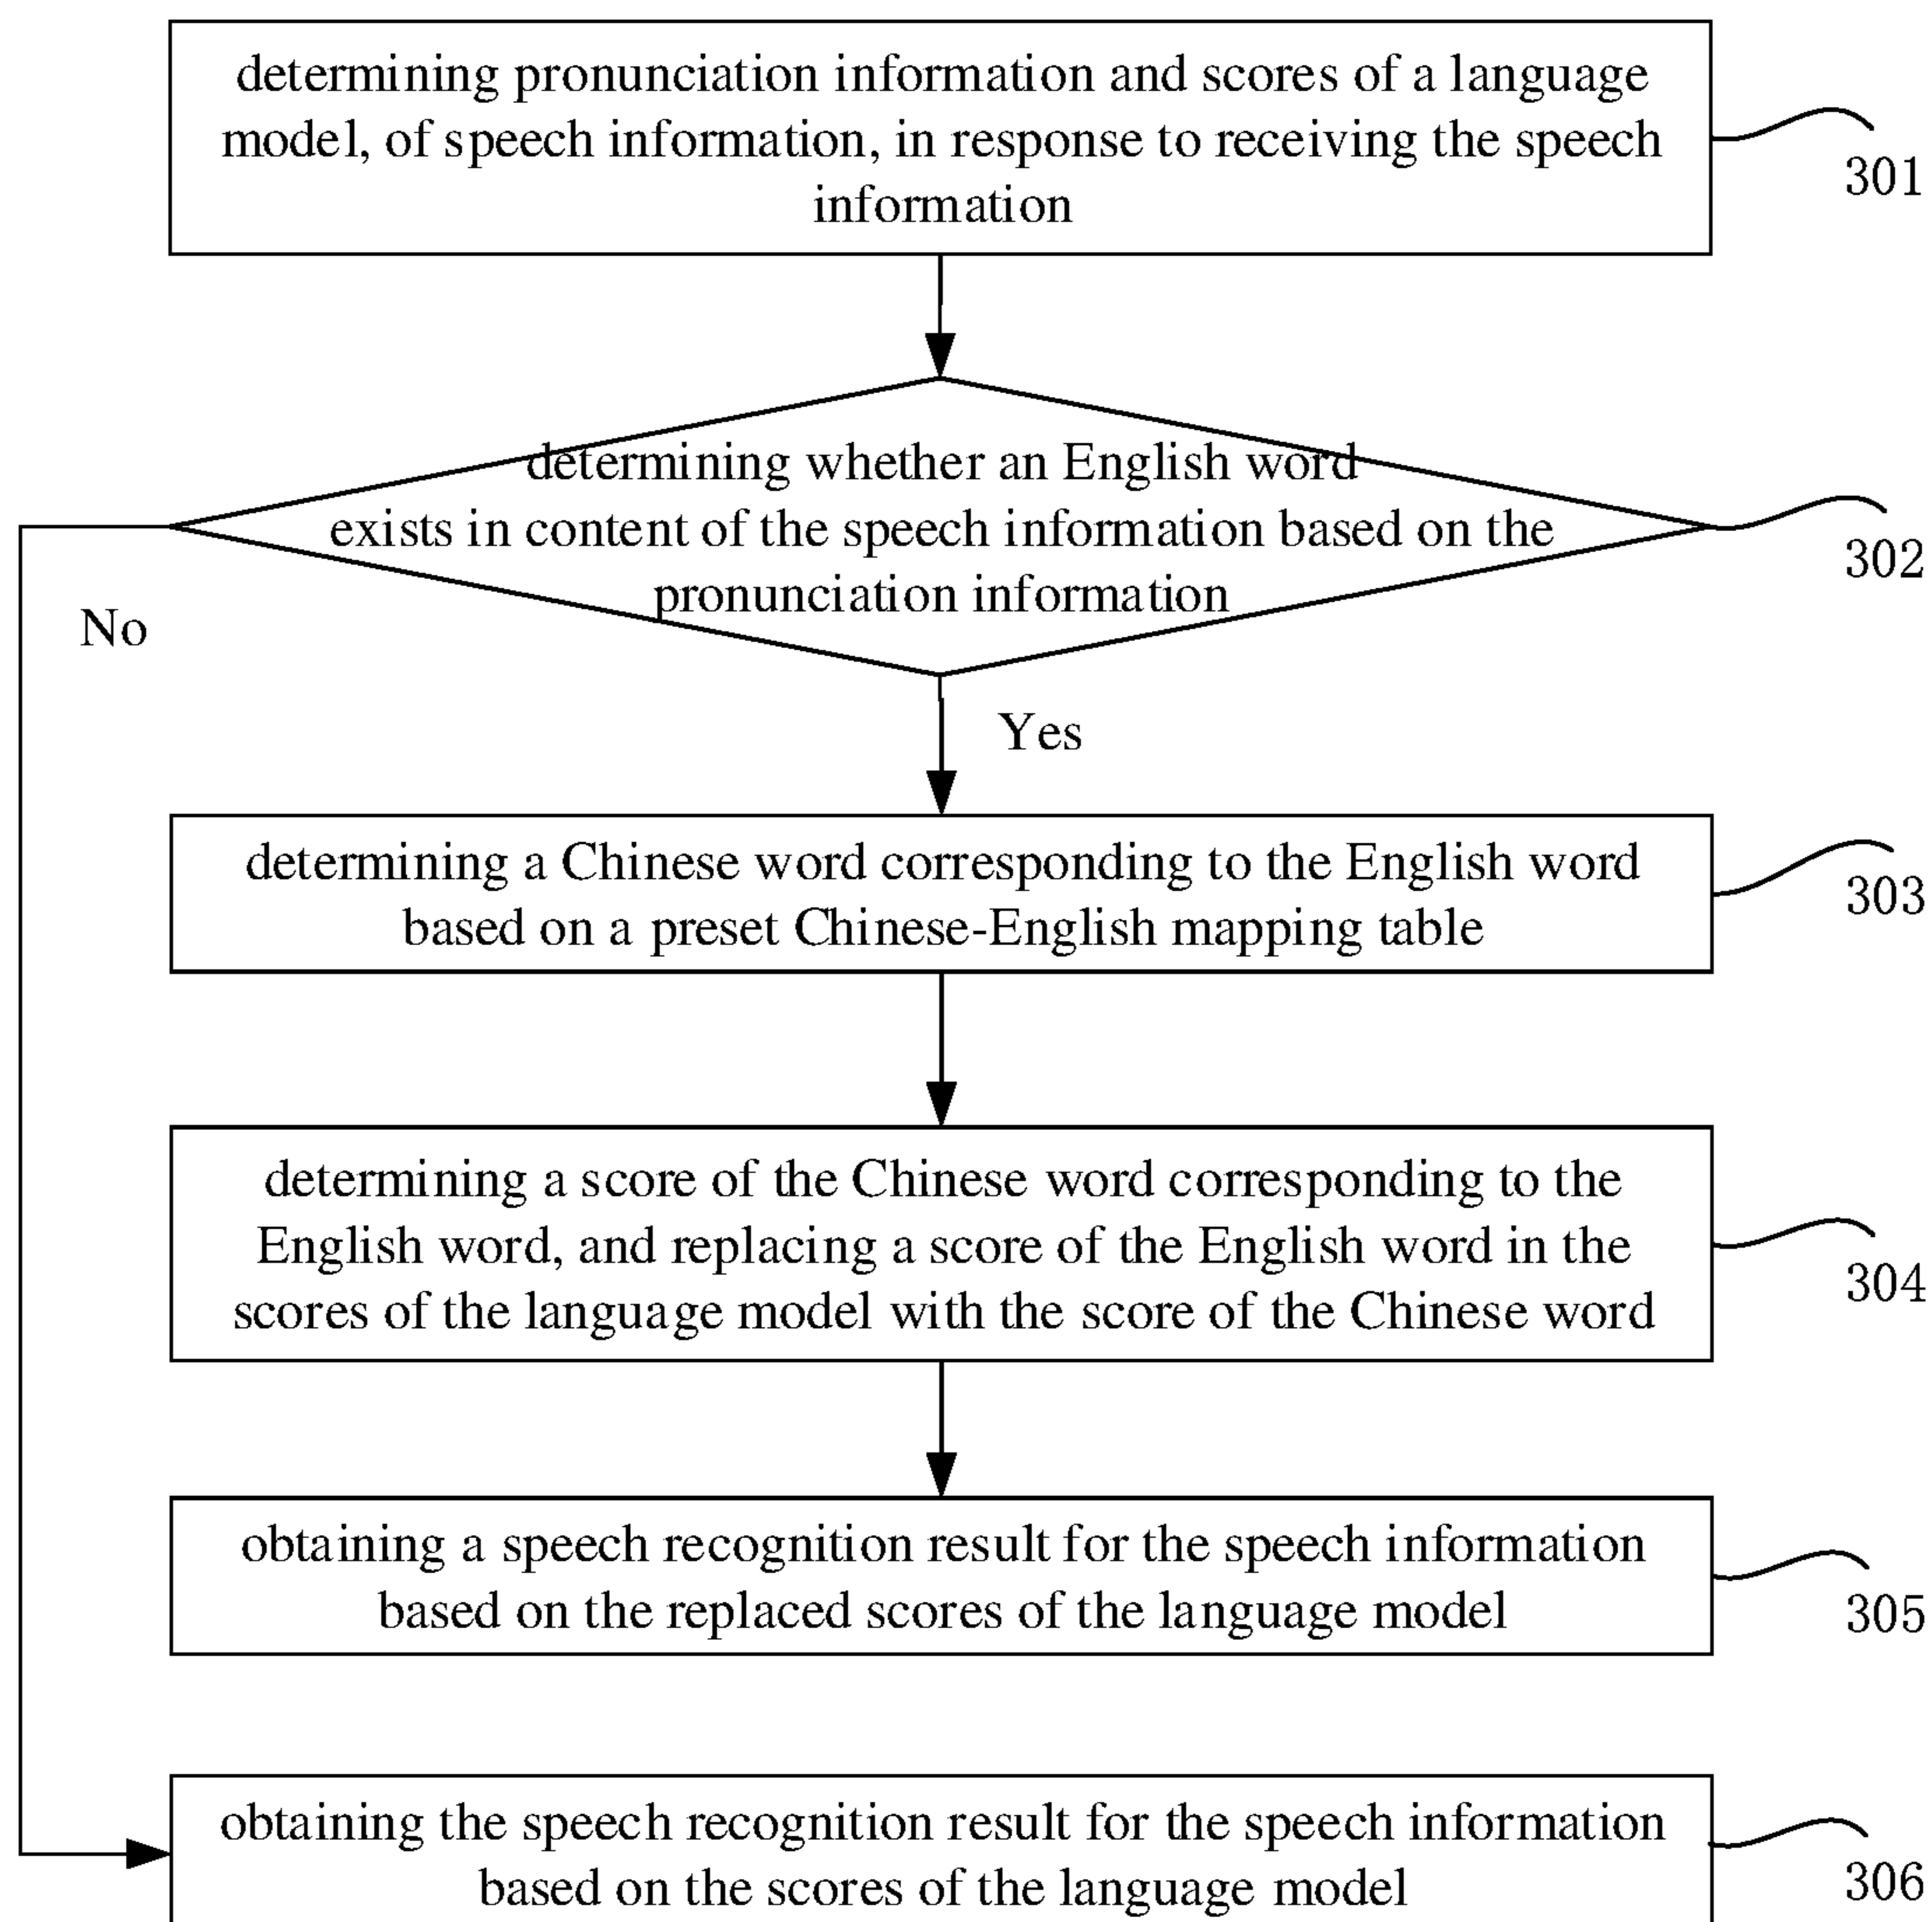 determining pronunciation information and scores of a language
model, of speech information, in response to receiving the speech
information
301
determining whether an English word
exists in content of the speech information based on the
pronunciation information
302
No
Yes
determining a Chinese word corresponding to the English word
based on a preset Chinese-English mapping table
303
determining a score of the Chinese word corresponding to the
English word, and replacing a score of the English word in the
scores of the language model with the score of the Chinese word
304
obtaining a speech recognition result for the speech information
based on the replaced scores of the language model
305
obtaining the speech recognition result for the speech information
based on the scores of the language model
306